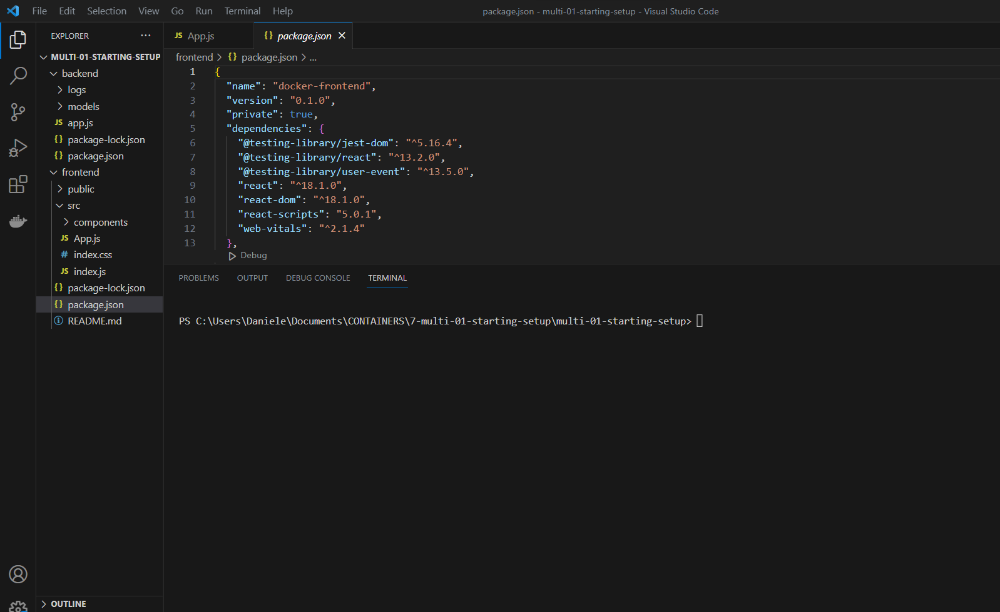 File Edit Selection View Go Run Terminal Help
package.json - multi-01-starting-setup - Visual Studio Code
EXPLORER ...
MULTI-01-STARTING-SETUP
backend
logs
models
JS app.js
{} package-lock.json
{} package.json
frontend
public
src
components
JS App.js
# index.css
JS index.js
{} package-lock.json
{} package.json
README.md
OUTLINE
JS App.js
{} package.json
frontend > {} package.json > ...
1 {
2 "name": "docker-frontend",
3 "version": "0.1.0",
4 "private": true,
5 "dependencies": {
6 "@testing-library/jest-dom": "^5.16.4",
7 "@testing-library/react": "^13.2.0",
8 "@testing-library/user-event": "^13.5.0",
9 "react": "^18.1.0",
10 "react-dom": "^18.1.0",
11 "react-scripts": "5.0.1",
12 "web-vitals": "^2.1.4"
13 },
Debug
PROBLEMS OUTPUT DEBUG CONSOLE TERMINAL
PS C:\Users\Daniele\Documents\CONTAINERS\7-multi-01-starting-setup\multi-01-starting-setup>